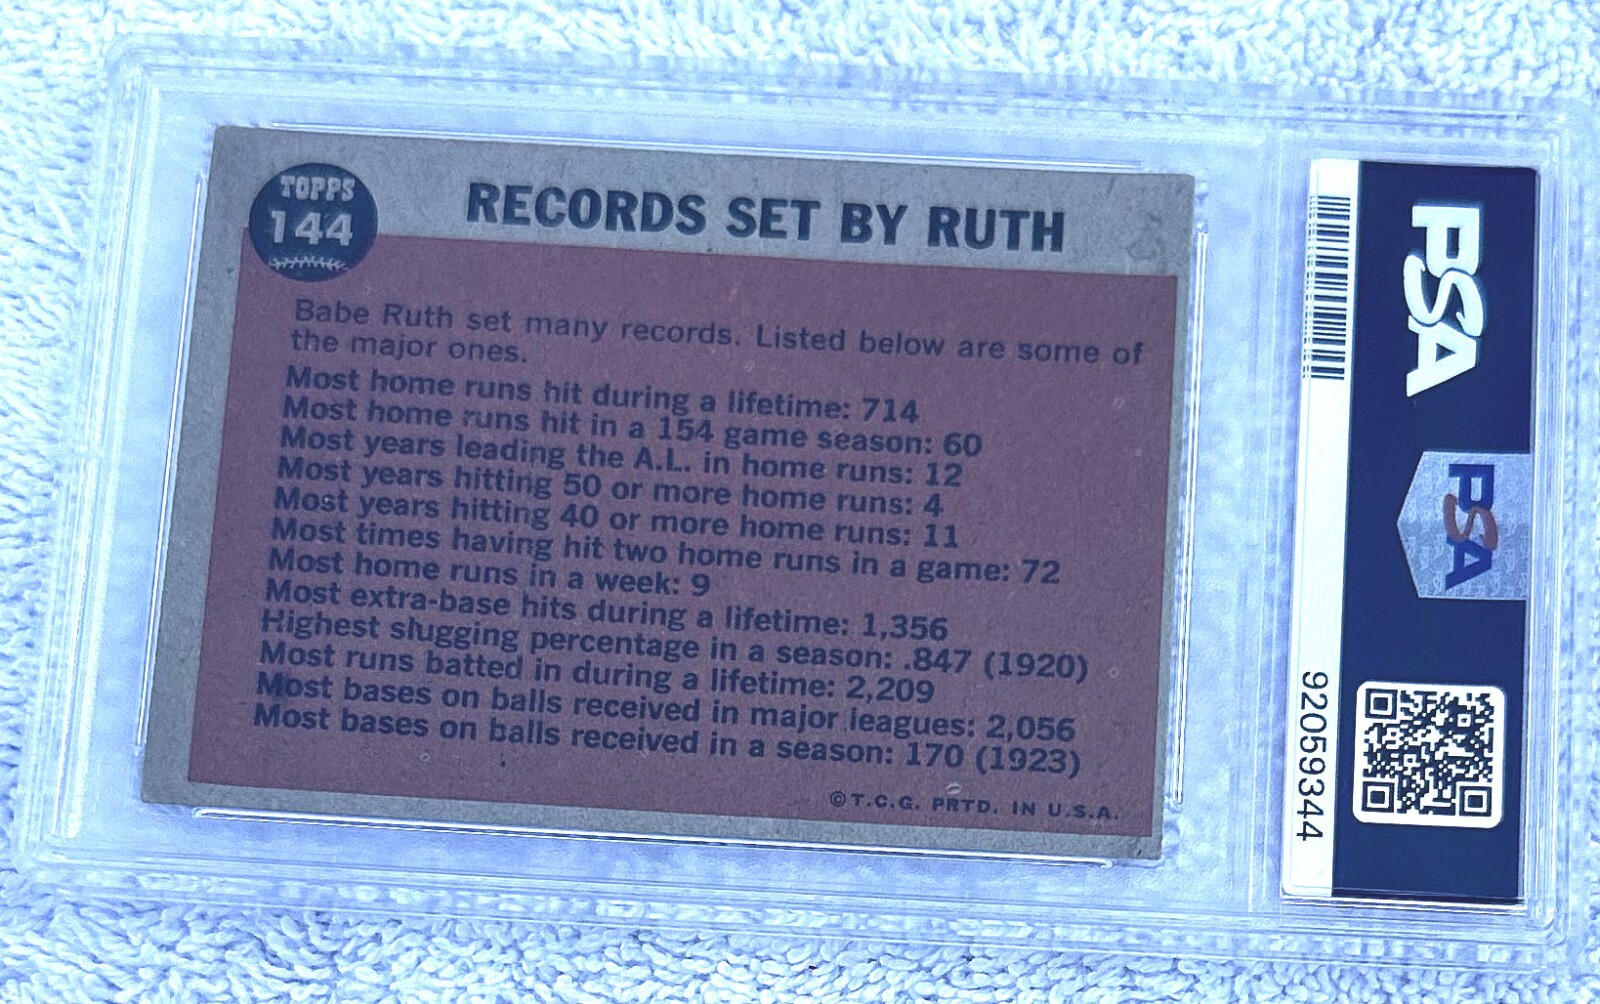 TOPPS
144
RECORDS SET BY RUTH
Babe Ruth set many records. Listed below are some of
the major ones.
Most home runs hit during a lifetime: 714
Most home runs hit in a 154 game season: 60
Most years leading the A.L. in home runs: 12
Most years hitting 50 or more home runs: 4
Most years hitting 40 or more home runs: 11
Most times having hit two home runs in a game: 72
Most home runs in a week: 9
Most extra-base hits during a lifetime: 1,356
Highest slugging percentage in a season: .847 (1920)
Most runs batted in during a lifetime: 2,209
Most bases on balls received in major leagues: 2,056
Most bases on balls received in a season: 170 (1923)
©T.C.G. PRTD. IN U.S.A.
PSA
PSA
92059344